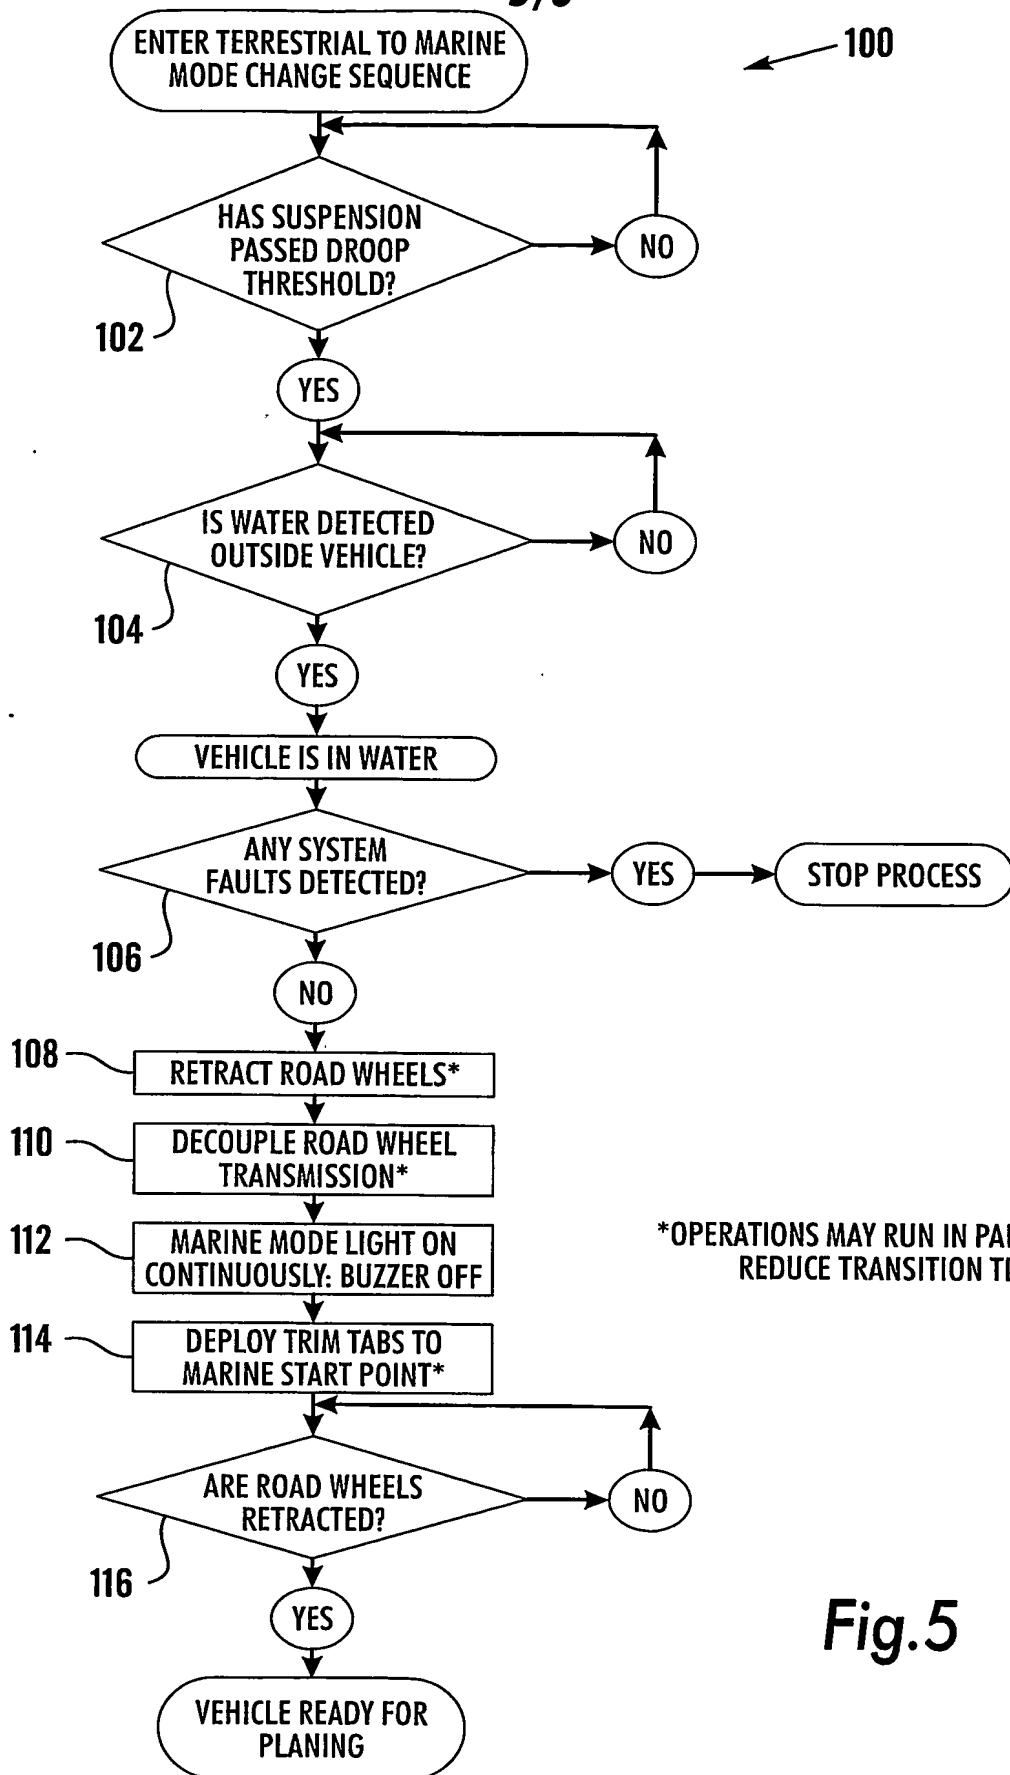 100
ENTER TERRESTRIAL TO MARINE
MODE CHANGE SEQUENCE
HAS SUSPENSION
PASSED DROOP
THRESHOLD?
NO
102
YES
IS WATER DETECTED
OUTSIDE VEHICLE?
NO
104
YES
VEHICLE IS IN WATER
ANY SYSTEM
FAULTS DETECTED?
YES
STOP PROCESS
106
NO
108
RETRACT ROAD WHEELS*
110
DECOUPLE ROAD WHEEL
TRANSMISSION*
112
MARINE MODE LIGHT ON
CONTINUOUSLY: BUZZER OFF
*OPERATIONS MAY RUN IN
REDUCE TRANSITION
114
DEPLOY TRIM TABS TO
MARINE START POINT*
ARE ROAD WHEELS
RETRACTED?
NO
116
YES
VEHICLE READY FOR
PLANING
Fig.5